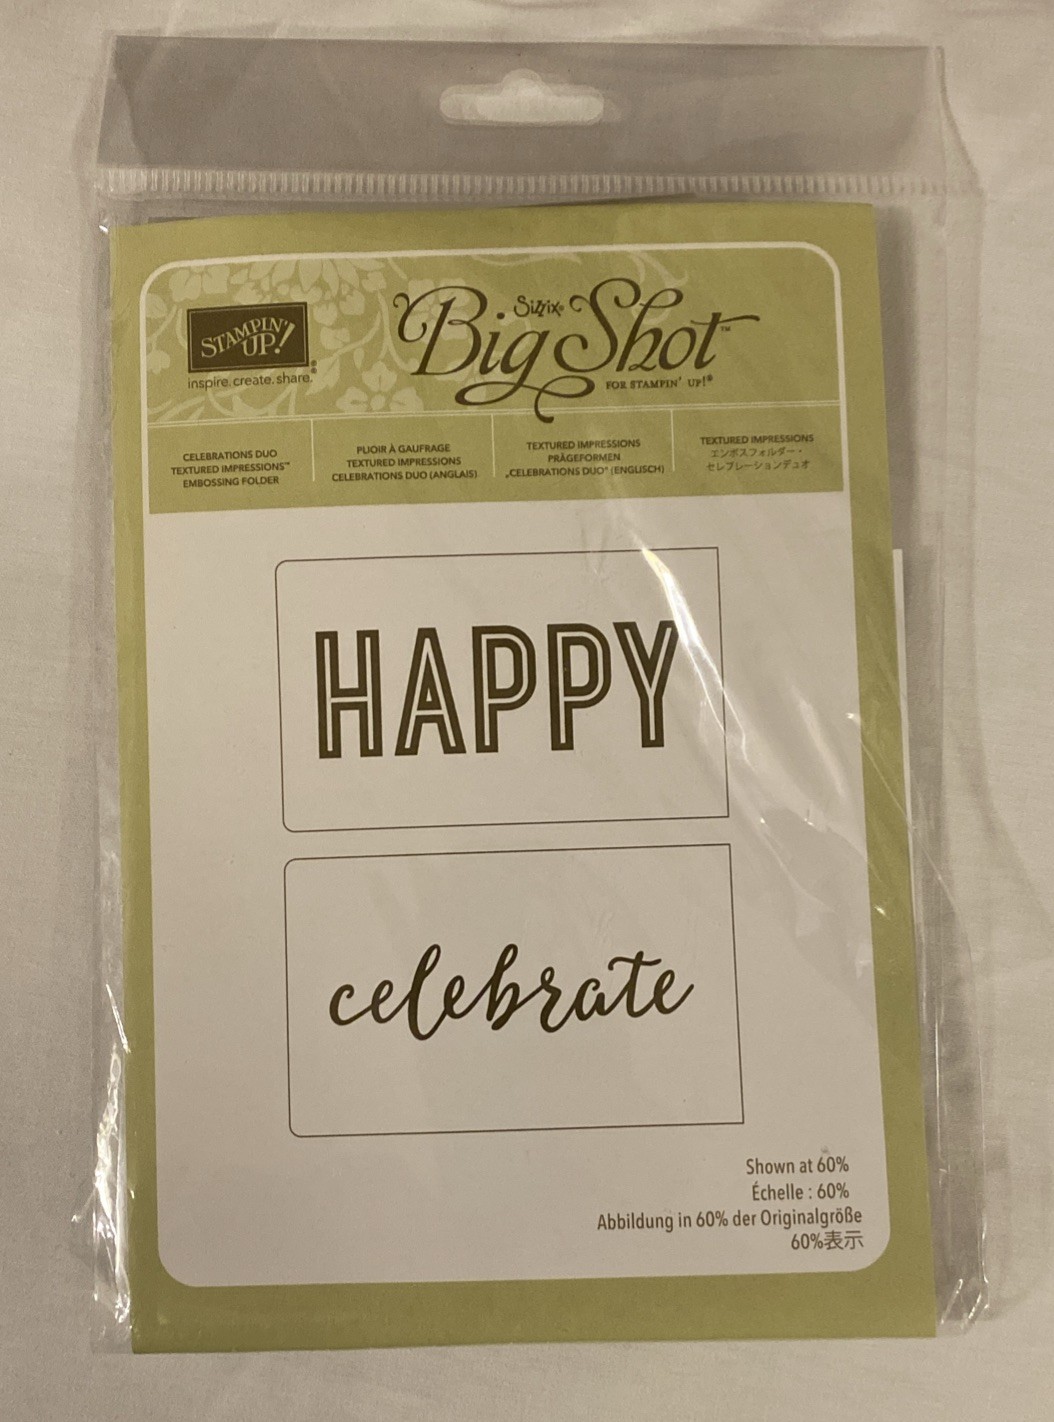 STAMPIN' UP!®
inspire. create. share.®
Sizzix®
Big Shot™
FOR STAMPIN' UP!®
CELEBRATIONS DUO
TEXTURED IMPRESSIONS™
EMBOSSING FOLDER
PLIOIR À GAUFRAGE
TEXTURED IMPRESSIONS
CELEBRATIONS DUO (ANGLAIS)
TEXTURED IMPRESSIONS
PRÄGEFORMEN
„CELEBRATIONS DUO“ (ENGLISCH)
TEXTURED IMPRESSIONS
エンボスフォルダー・
セレブレーションデュオ
HAPPY
celebrate
Shown at 60%
Échelle : 60%
Abbildung in 60% der Originalgröße
60%表示